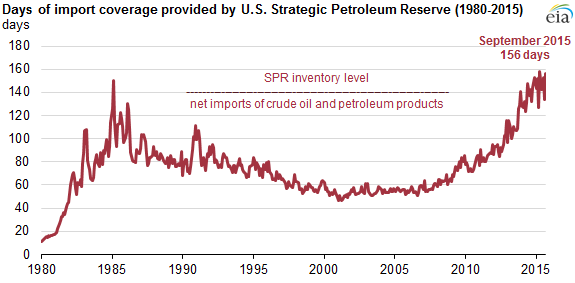 Days of import coverage provided by U.S. Strategic Petroleum Reserve (1980-2015)
days
eia
September 2015
156 days
180
160
140
120
100
80
60
40
20
0
SPR inventory level
net imports of crude oil and petroleum products
1980 1985 1990 1995 2000 2005 2010 2015